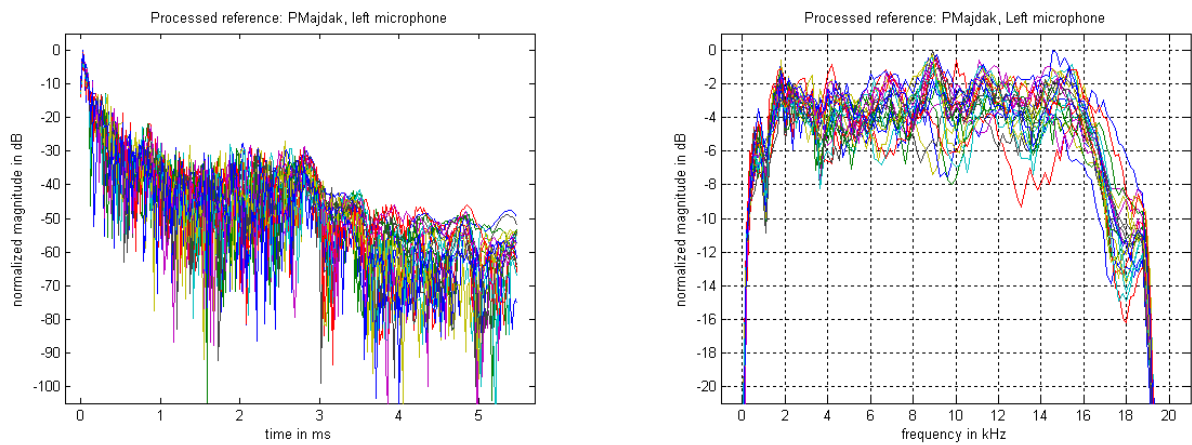 Processed reference: PMajdak, left microphone
0
-10
-20
-30
-40
-50
-60
-70
-80
-90
-100
normalized magnitude in dB
0 1 2 3 4 5
time in ms
Processed reference: PMajdak, Left microphone
0
-2
-4
-6
-8
-10
-12
-14
-16
-18
-20
normalized magnitude in dB
0 2 4 6 8 10 12 14 16 18 20
frequency in kHz